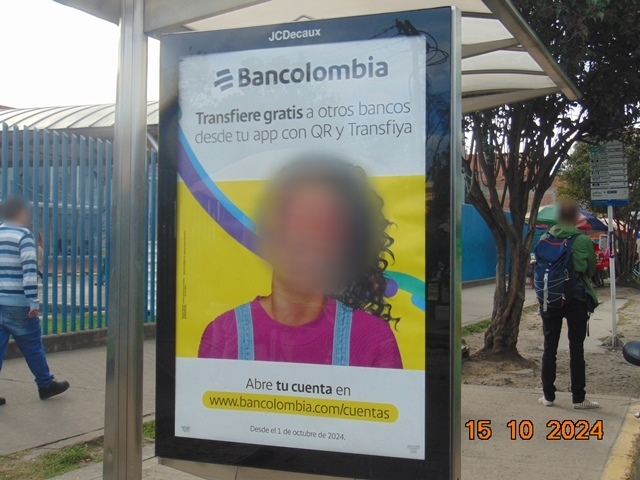 JCDecaux
Bancolombia
Transfiere gratis a otros bancos
desde tu app con QR y Transfiya
Abre tu cuenta en
www.bancolombia.com/cuentas
Desde el 1 de octubre de 2024.
15 10 2024